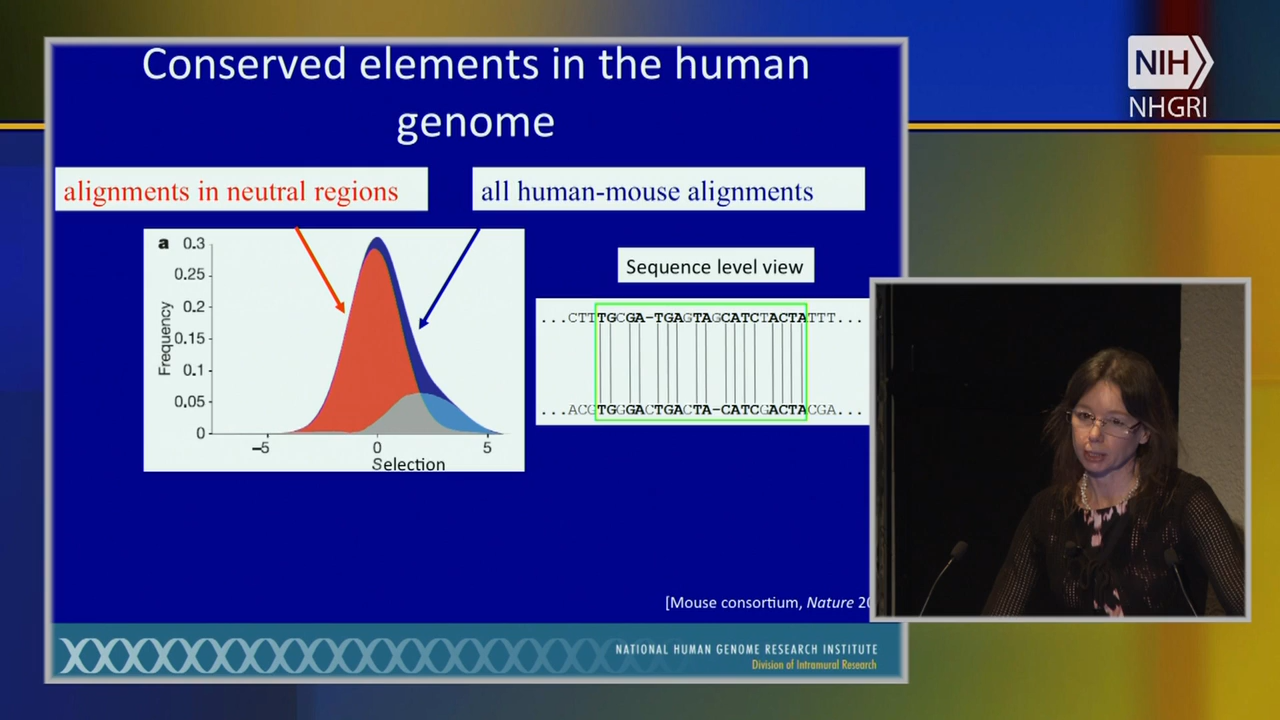 Conserved elements in the human
genome
NIH
NHGRI
alignments in neutral regions
all human-mouse alignments
a
0.3
0.25
0.2
0.15
0.1
0.05
0
Frequency
−5
0
5
Selection
Sequence level view
...CTTTGCGA-TGAGTAGCATCTACTATTT...
...ACGTGGGACTGACTA-CATCGACTACGA...
[Mouse consortium, Nature
NATIONAL HUMAN GENOME RESEARCH INSTITUTE
Division of Intramural Research